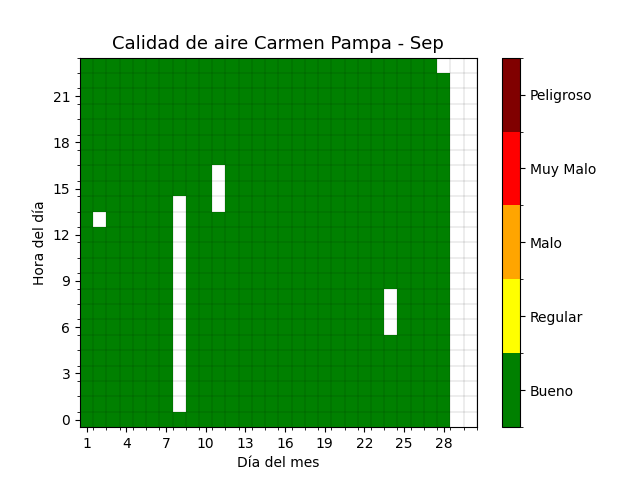 Calidad de aire Carmen Pampa - Sep
Hora del día
21
18
15
12
9
6
3
0
1 4 7 10 13 16 19 22 25 28
Día del mes
Peligroso
Muy Malo
Malo
Regular
Bueno